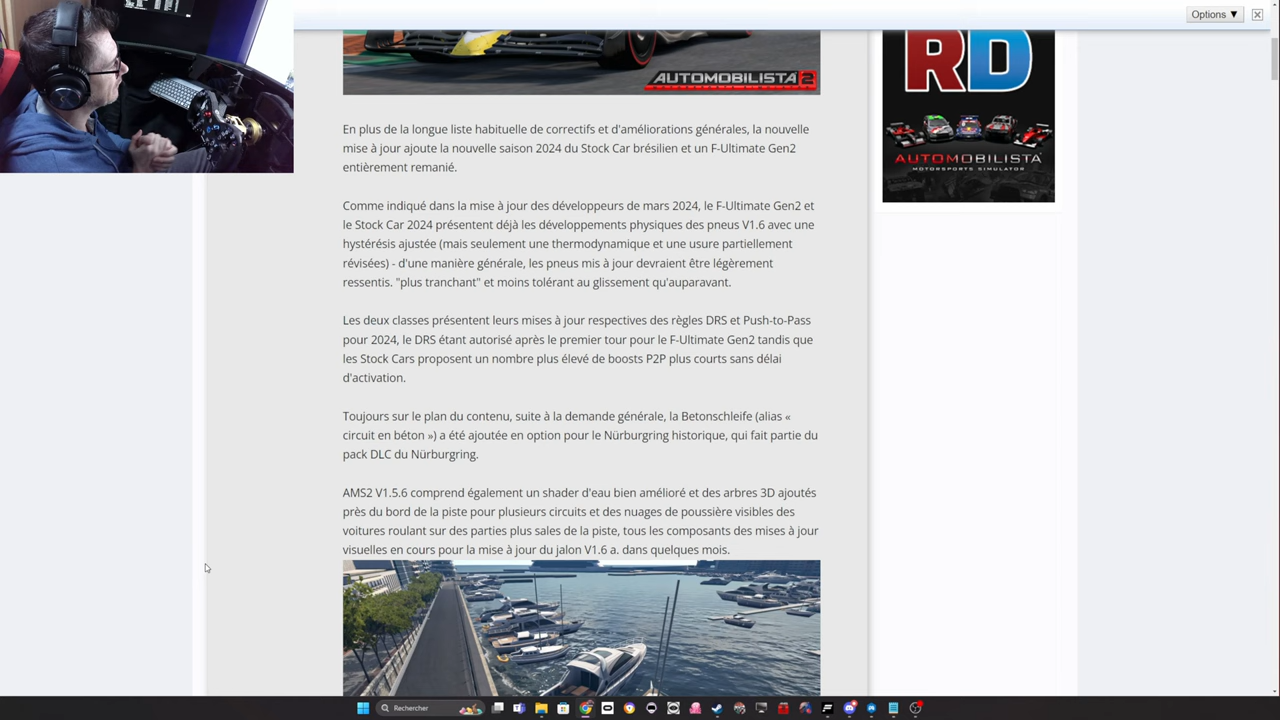 Options ▼
AUTOMOBILISTA 2
RD
AUTOMOBILISTA
MOTORSPORTS SIMULATOR
En plus de la longue liste habituelle de correctifs et d'améliorations générales, la nouvelle
mise à jour ajoute la nouvelle saison 2024 du Stock Car brésilien et un F-Ultimate Gen2
entièrement remanié.
Comme indiqué dans la mise à jour des développeurs de mars 2024, le F-Ultimate Gen2 et
le Stock Car 2024 présentent déjà les développements physiques des pneus V1.6 avec une
hystérésis ajustée (mais seulement une thermodynamique et une usure partiellement
révisées) - d'une manière générale, les pneus mis à jour devraient être légèrement
ressentis. "plus tranchant" et moins tolérant au glissement qu'auparavant.
Les deux classes présentent leurs mises à jour respectives des règles DRS et Push-to-Pass
pour 2024, le DRS étant autorisé après le premier tour pour le F-Ultimate Gen2 tandis que
les Stock Cars proposent un nombre plus élevé de boosts P2P plus courts sans délai
d'activation.
Toujours sur le plan du contenu, suite à la demande générale, la Betonschleife (alias «
circuit en béton ») a été ajoutée en option pour le Nürburgring historique, qui fait partie du
pack DLC du Nürburgring.
AMS2 V1.5.6 comprend également un shader d'eau bien amélioré et des arbres 3D ajoutés
près du bord de la piste pour plusieurs circuits et des nuages de poussière visibles des
voitures roulant sur des parties plus sales de la piste, tous les composants des mises à jour
visuelles en cours pour la mise à jour du jalon V1.6 a. dans quelques mois.
Rechercher